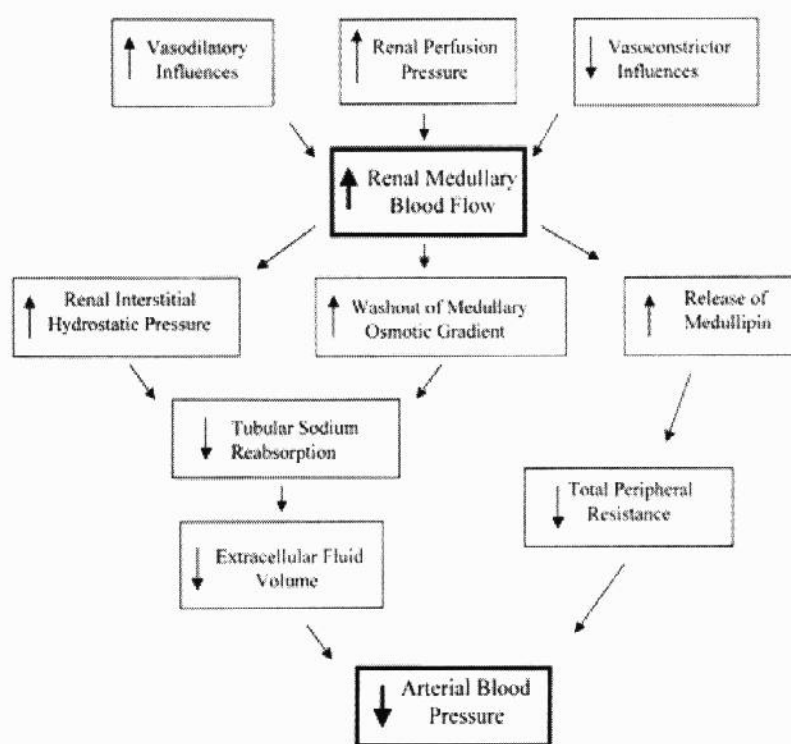 Vasodilatory
Influences
Renal Perfusion
Pressure
Vasoconstrictor
Influences
Renal Medullary
Blood Flow
Renal Interstitial
Hydrostatic Pressure
Washout of Medullary
Osmotic Gradient
Release of
Medullipin
Tubular Sodium
Reabsorption
Total Peripheral
Resistance
Extracellular Fluid
Volume
Arterial Blood
Pressure